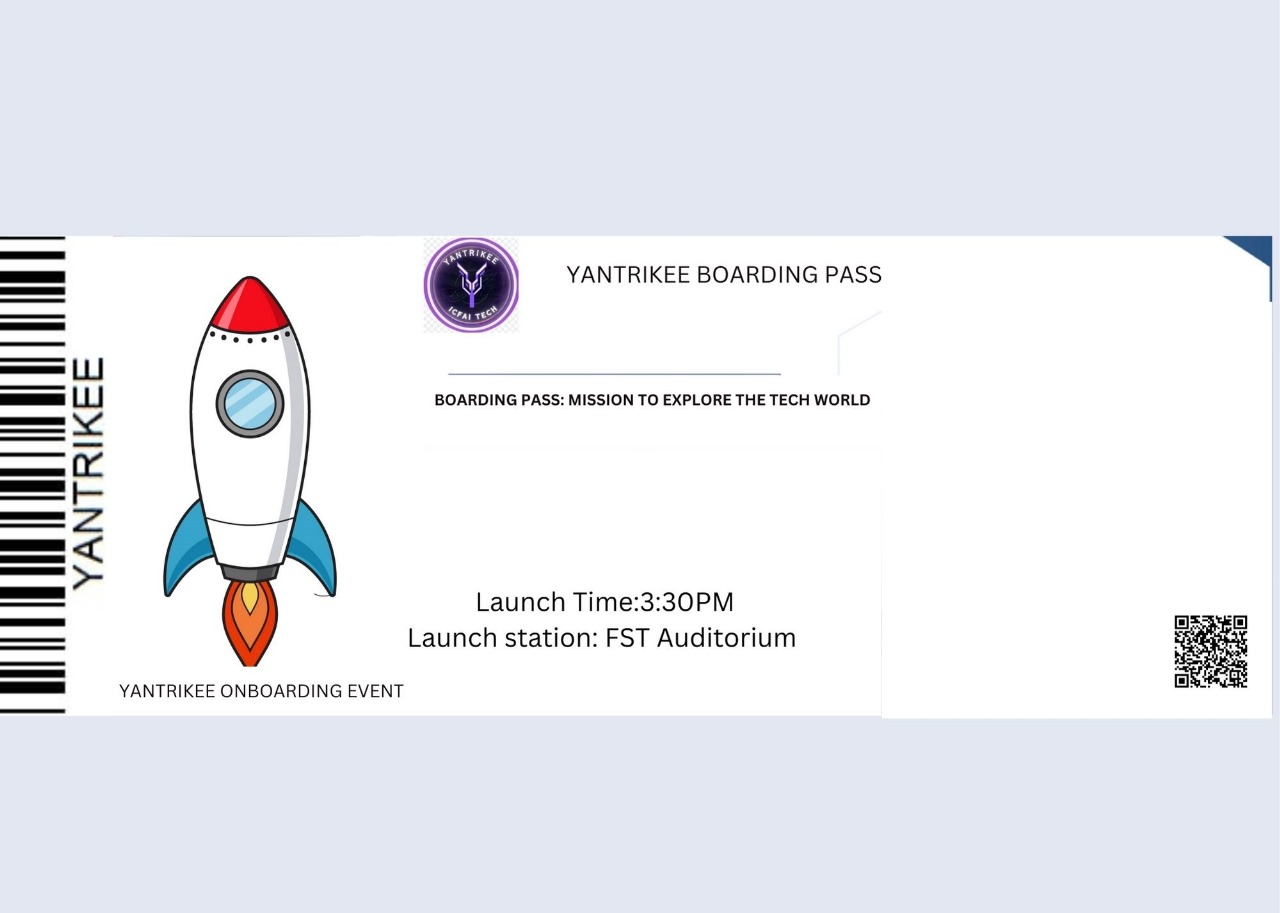 YANTRIKEE
YANTRIKEE
ICFAI TECH
YANTRIKEE BOARDING PASS
BOARDING PASS: MISSION TO EXPLORE THE TECH WORLD
Launch Time:3:30PM
Launch station: FST Auditorium
YANTRIKEE ONBOARDING EVENT